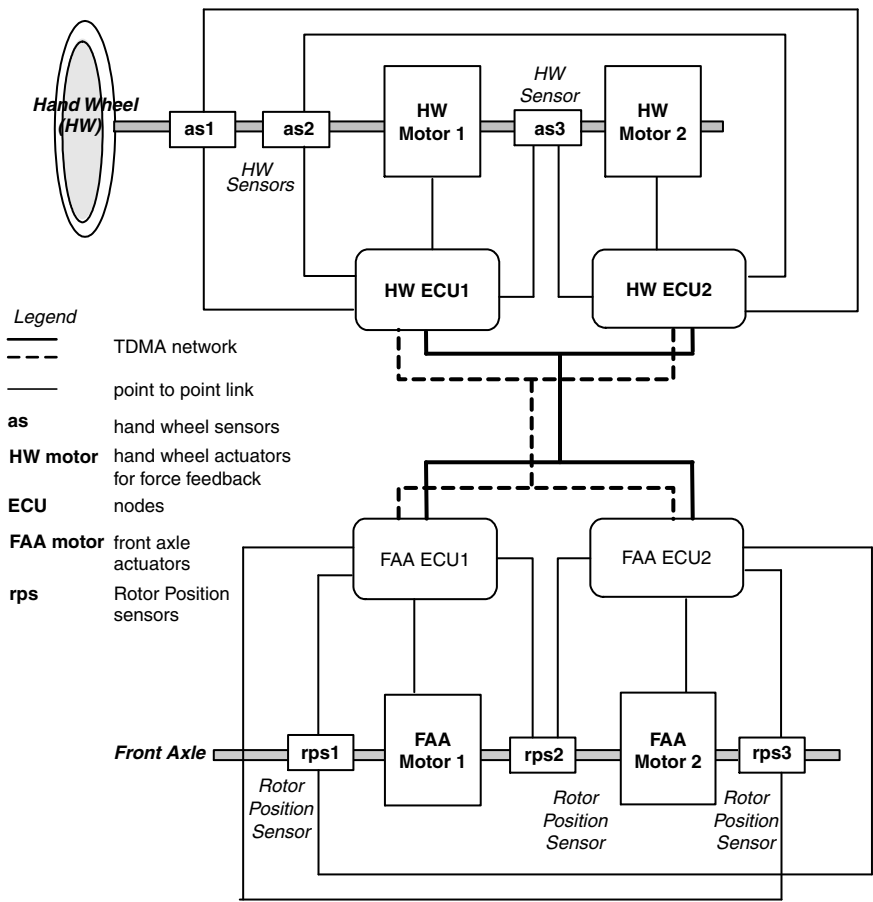 Hand Wheel
(HW)
as1
as2
HW
Sensors
HW
Motor 1
HW
Sensor
as3
HW
Motor 2
HW ECU1
HW ECU2
Legend
TDMA network
point to point link
as hand wheel sensors
HW motor hand wheel actuators
for force feedback
ECU nodes
FAA motor front axle
actuators
rps Rotor Position
sensors
FAA ECU1
FAA ECU2
Front Axle
rps1
FAA
Motor 1
rps2
FAA
Motor 2
rps3
Rotor
Position
Sensor
Rotor
Position
Sensor
Rotor
Position
Sensor